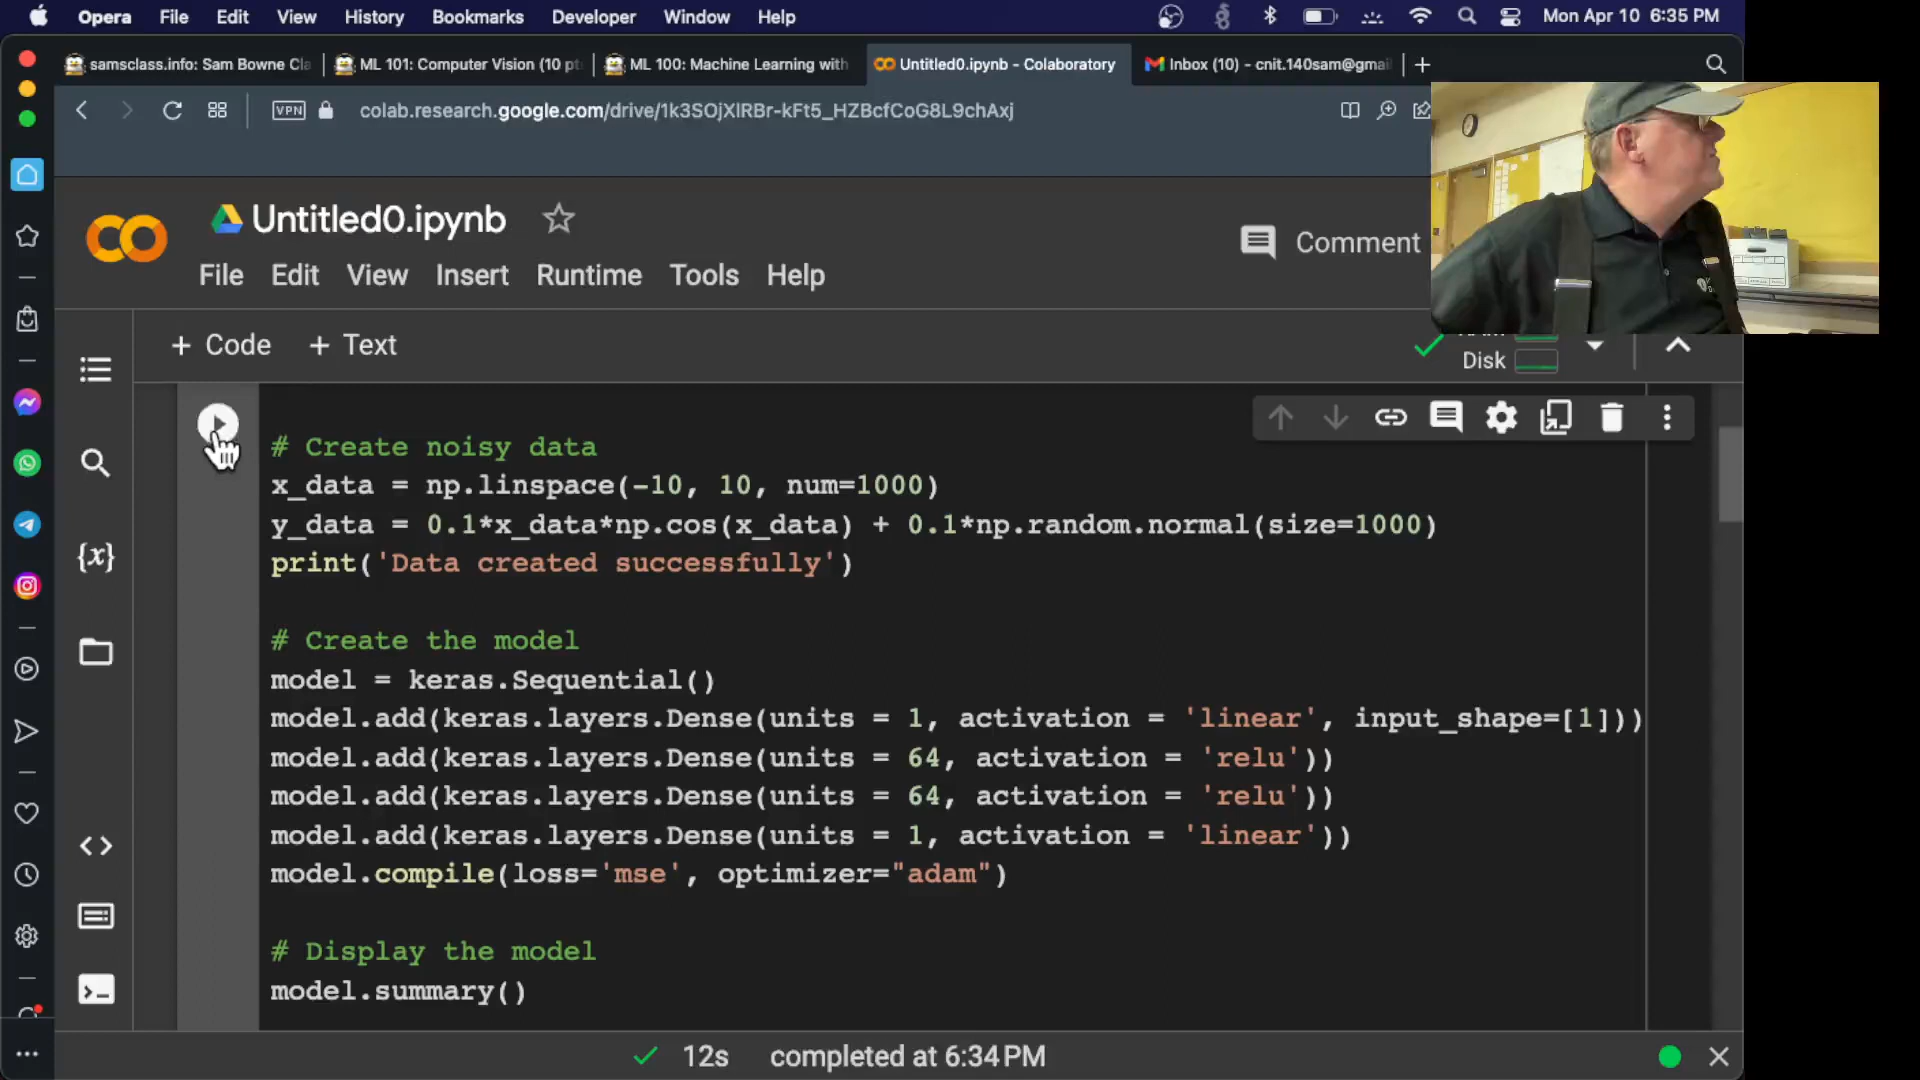 Opera File Edit View History Bookmarks Developer Window Help Mon Apr 10 6:35 PM
samsclass.info: Sam Bowne Cla ML 101: Computer Vision (10 pt ML 100: Machine Learning with Untitled0.ipynb - Colaboratory Inbox (10) - cnit.140sam@gmai
VPN colab.research.google.com/drive/1k3SOjXlRBr-kFt5_HZBcfCoG8L9chAxj
Untitled0.ipynb
Comment
File Edit View Insert Runtime Tools Help
+ Code + Text
Disk
# Create noisy data
x_data = np.linspace(-10, 10, num=1000)
y_data = 0.1*x_data*np.cos(x_data) + 0.1*np.random.normal(size=1000)
print('Data created successfully')
{x}
# Create the model
model = keras.Sequential()
model.add(keras.layers.Dense(units = 1, activation = 'linear', input_shape=[1]))
model.add(keras.layers.Dense(units = 64, activation = 'relu'))
model.add(keras.layers.Dense(units = 64, activation = 'relu'))
model.add(keras.layers.Dense(units = 1, activation = 'linear'))
model.compile(loss='mse', optimizer="adam")
# Display the model
model.summary()
12s completed at 6:34 PM